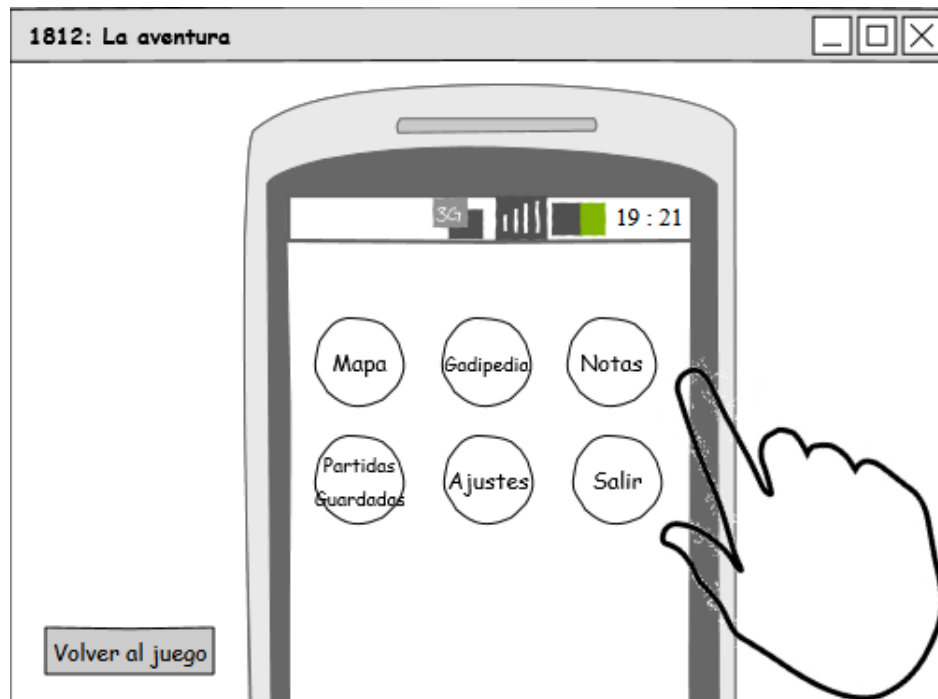 1812: La aventura
3G
19 : 21
Mapa
Gadipedia
Notas
Partidas
Guardadas
Ajustes
Salir
Volver al juego